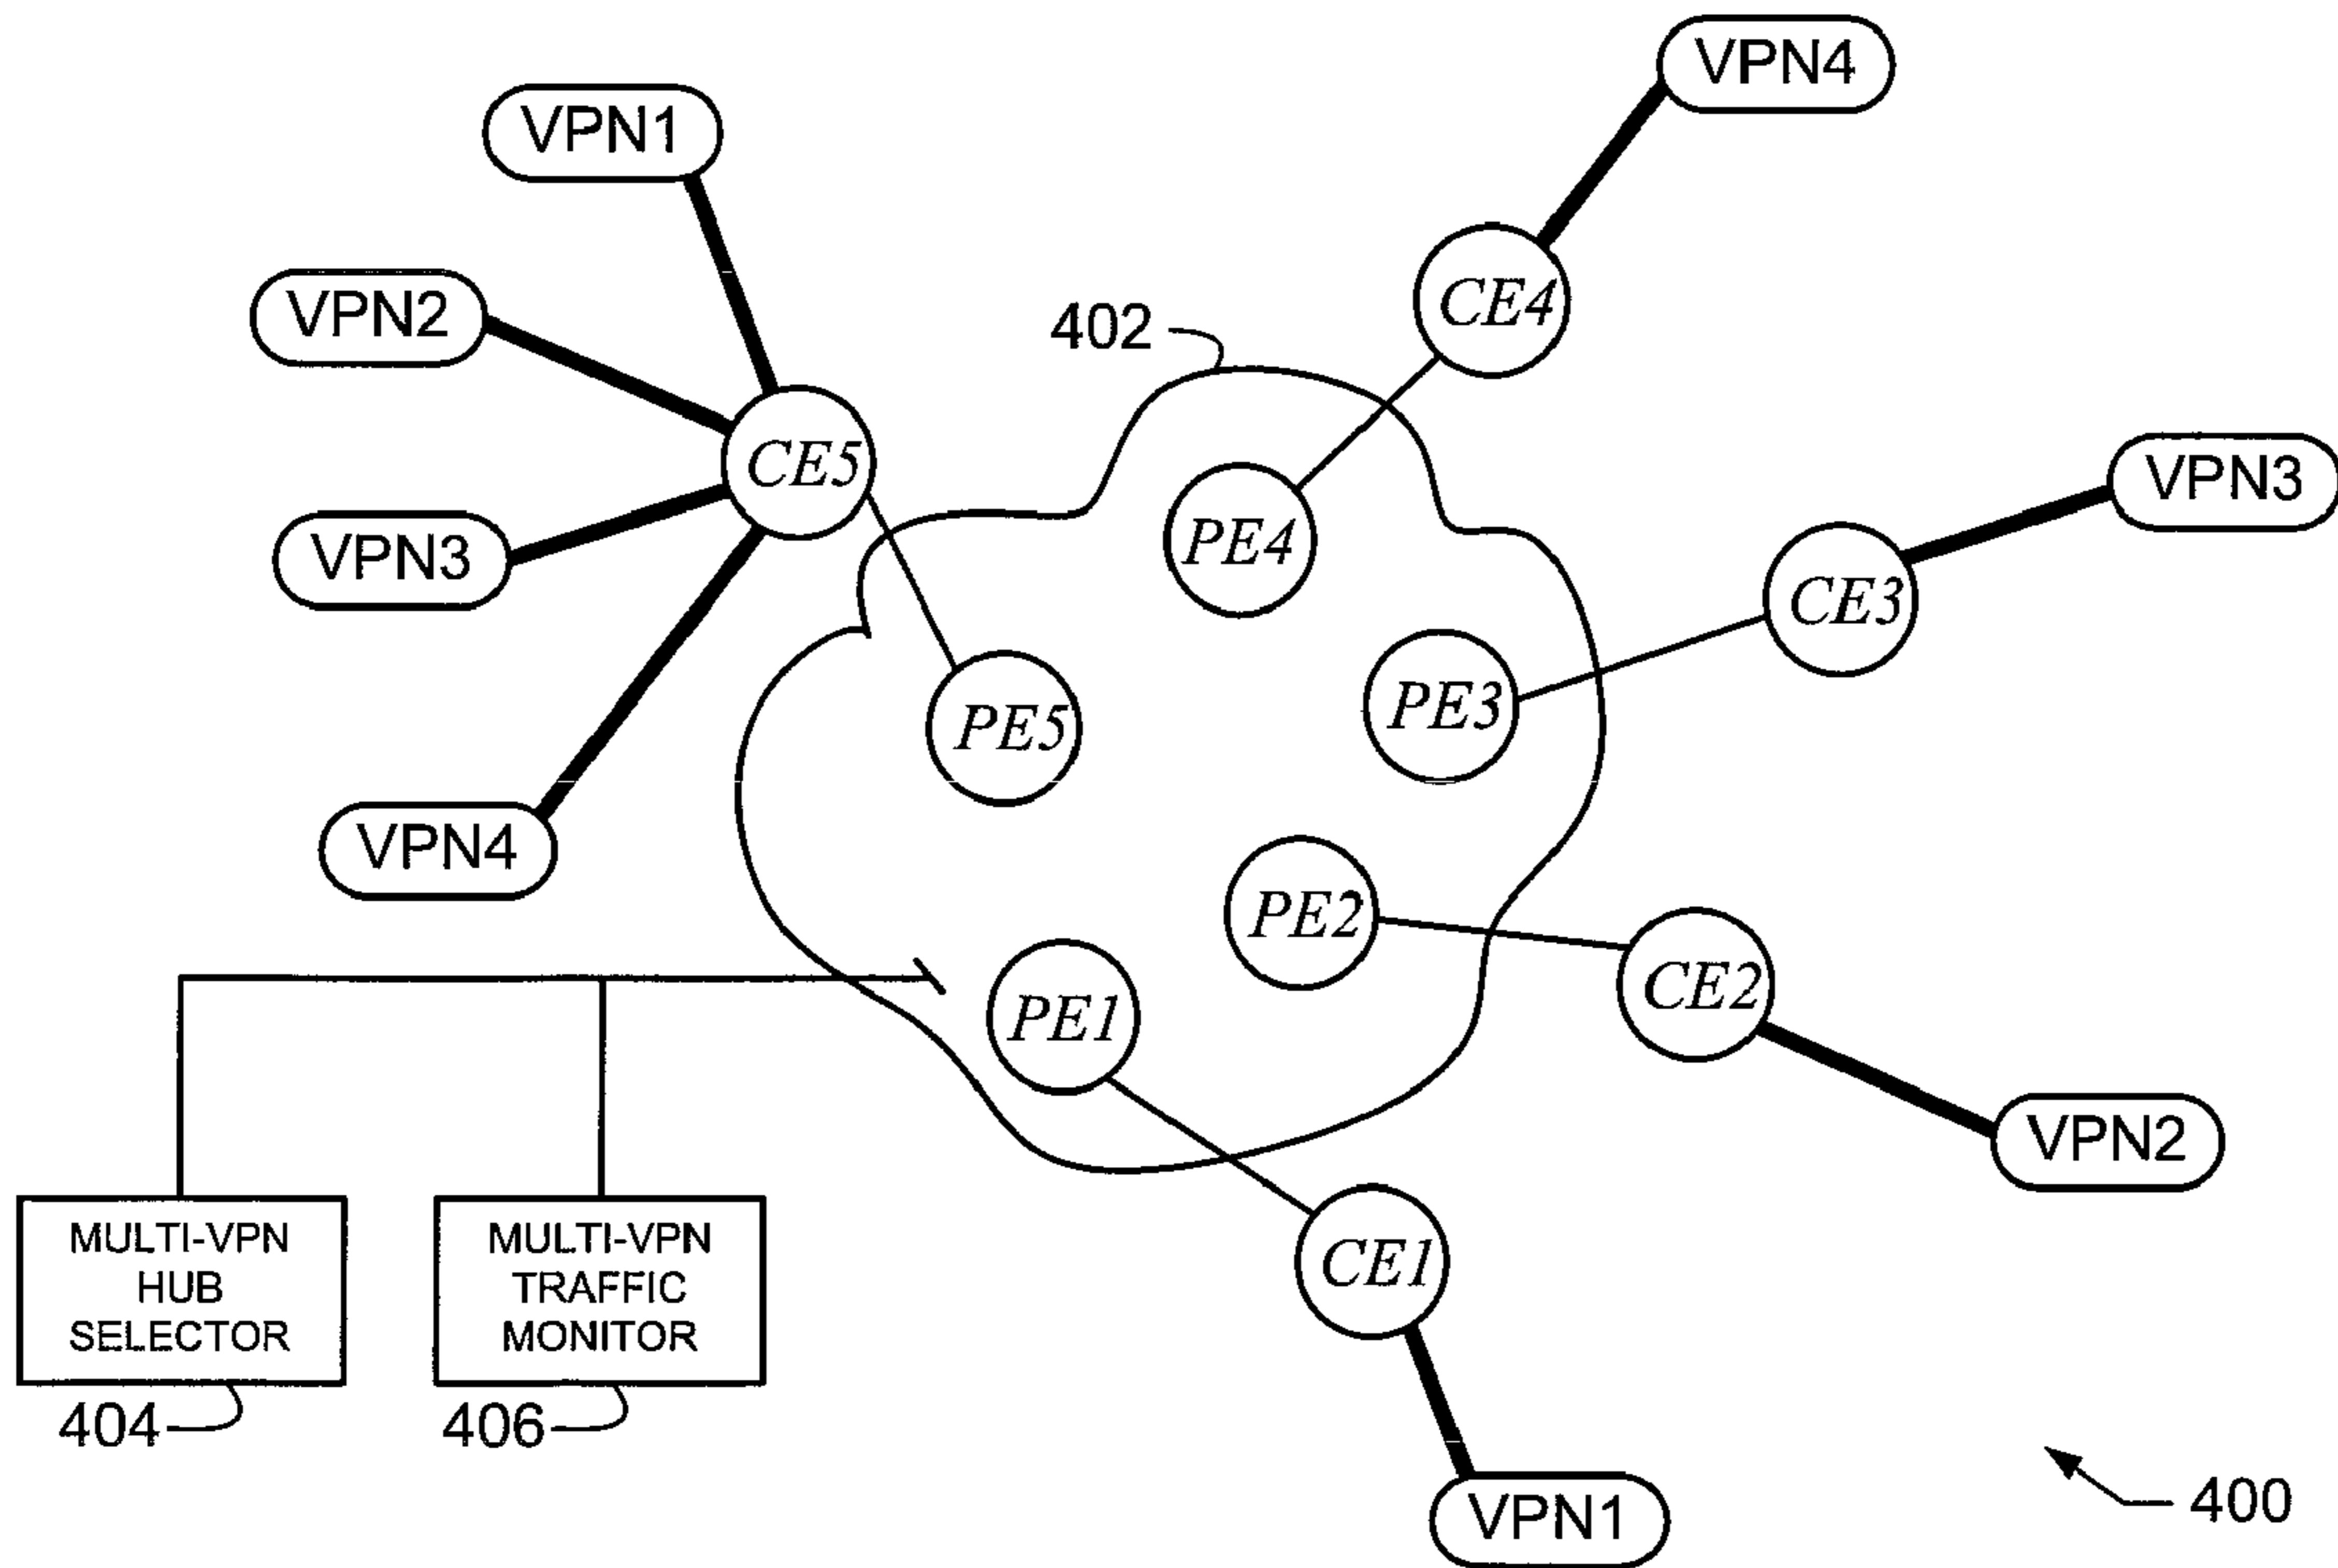 VPN4
VPN1
VPN2
402
CE4
CE5
VPN3
VPN3
PE4
CE3
PE3
PE5
VPN4
PE2
CE2
PE1
VPN2
MULTI-VPN
HUB
SELECTOR
MULTI-VPN
TRAFFIC
MONITOR
CE1
404
406
VPN1
400